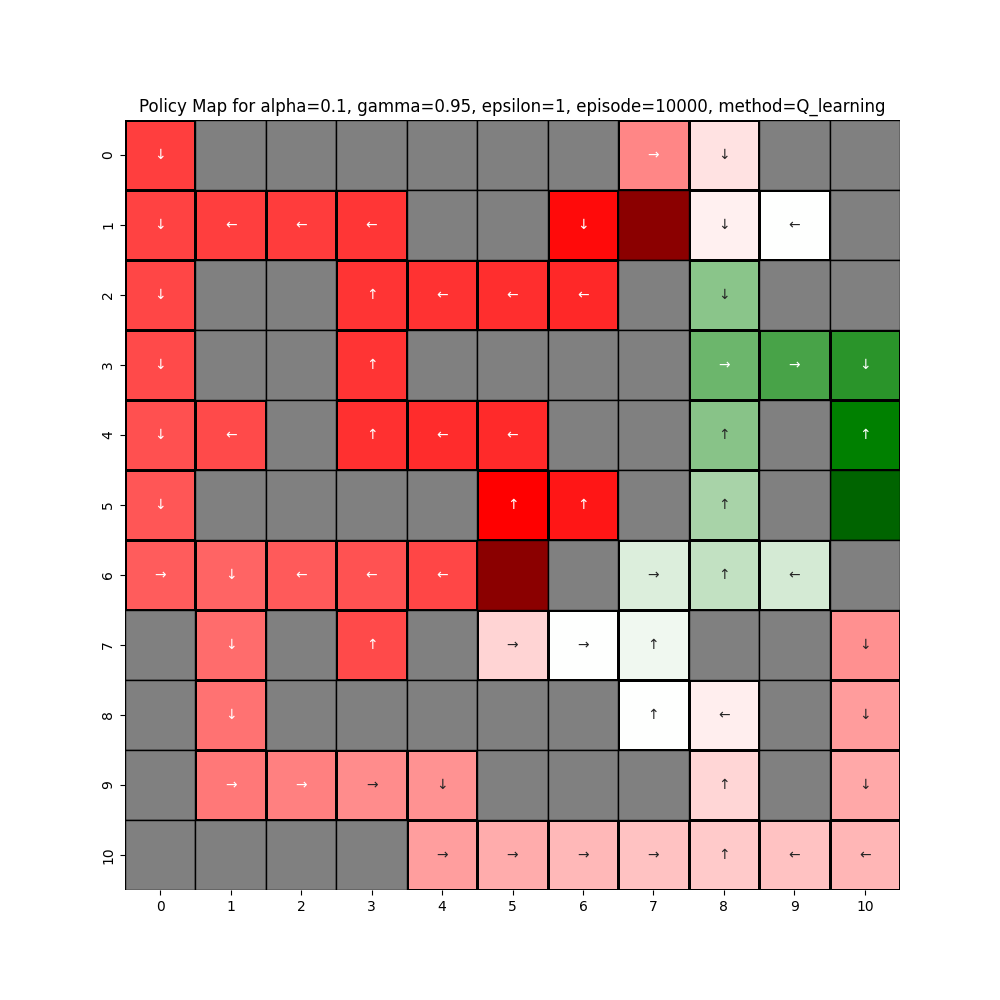 Policy Map for alpha=0.1, gamma=0.95, epsilon=1, episode=10000, method=Q_learning
0 ↓ → ↓
1 ↓ ← ← ← ↓ ↓ ←
2 ↓ ↑ ← ← ← ↓
3 ↓ ↑ → → ↓
4 ↓ ← ↑ ← ← ↑ ↑
5 ↓ ↑ ↑ ↑
6 → ↓ ← ← ← → ↑ ←
7 ↓ ↑ → → ↑ ↓
8 ↓ ↑ ← ↓
9 → → → ↓ ↑ ↓
10 → → → → ↑ ← ←
0 1 2 3 4 5 6 7 8 9 10